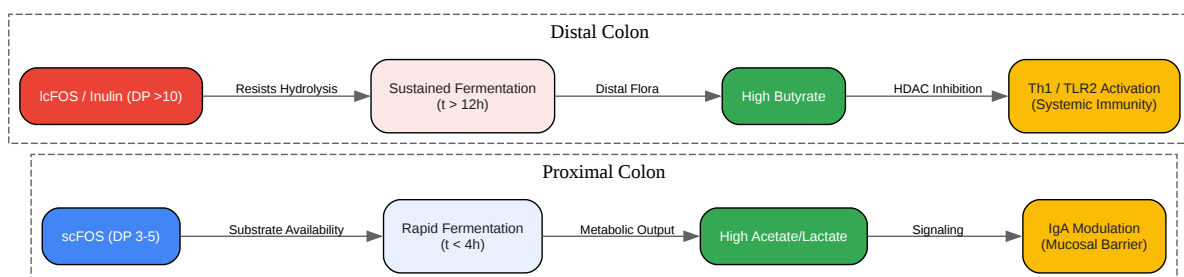 Distal Colon
lcFOS / Inulin (DP >10)
Resists Hydrolysis
Sustained Fermentation
(t > 12h)
Distal Flora
High Butyrate
HDAC Inhibition
Th1 / TLR2 Activation
(Systemic Immunity)
Proximal Colon
scFOS (DP 3-5)
Substrate Availability
Rapid Fermentation
(t < 4h)
Metabolic Output
High Acetate/Lactate
Signaling
IgA Modulation
(Mucosal Barrier)